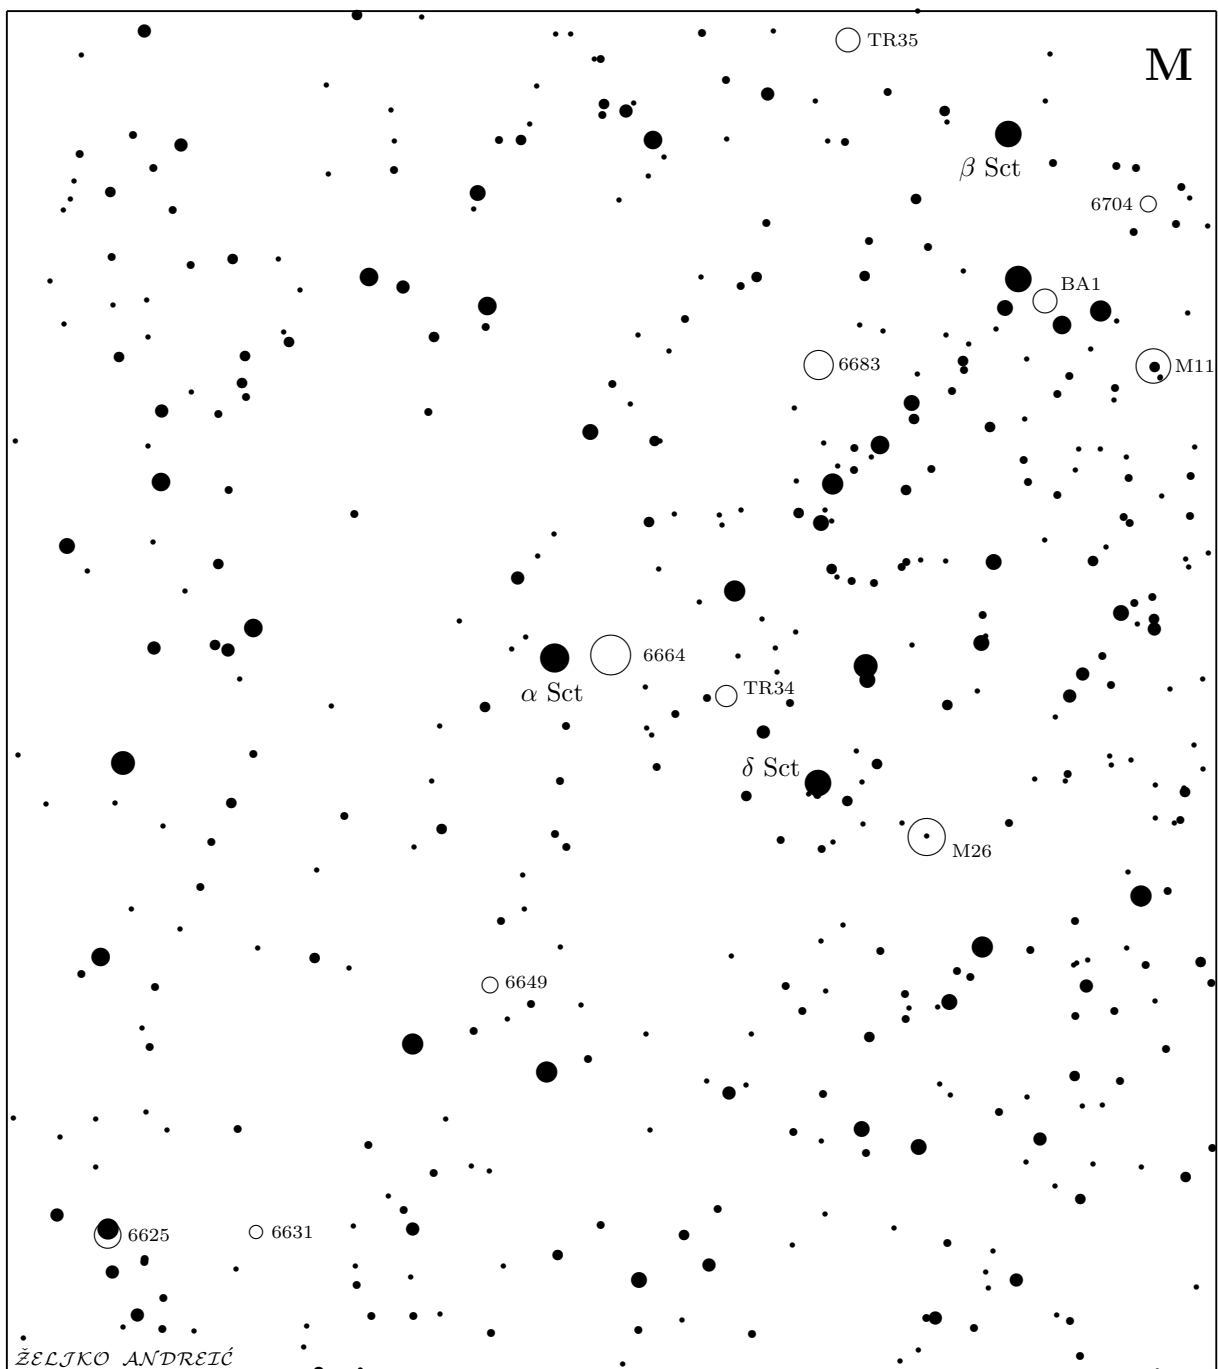 TR35
M
β Sct
6704
BA1
6683
M11
6664
α Sct
TR34
δ Sct
M26
6649
6625
6631
ŽELJKO ANDREIĆ